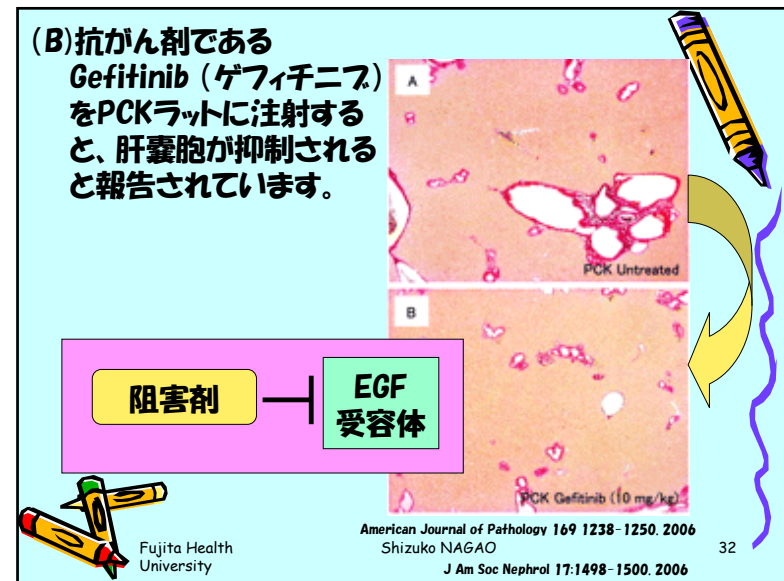 (B)抗がん剤である
Gefitinib (ゲフィチニブ)
をPCKラットに注射する
と、肝嚢胞が抑制される
と報告されています。
A
PCK Untreated
B
PCK Gefitinib (10 mg/kg)
阻害剤
EGF
受容体
American Journal of Pathology 169 1238-1250, 2006
Fujita Health
University
Shizuko NAGAO
32
J Am Soc Nephrol 17:1498-1500, 2006